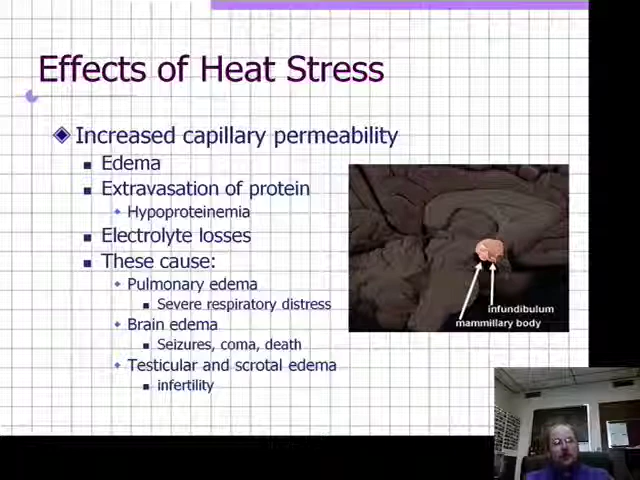 Effects of Heat Stress
Increased capillary permeability
Edema
Extravasation of protein
Hypoproteinemia
Electrolyte losses
These cause:
Pulmonary edema
Severe respiratory distress
Brain edema
Seizures, coma, death
Testicular and scrotal edema
infertility
infundibulum
mammillary body